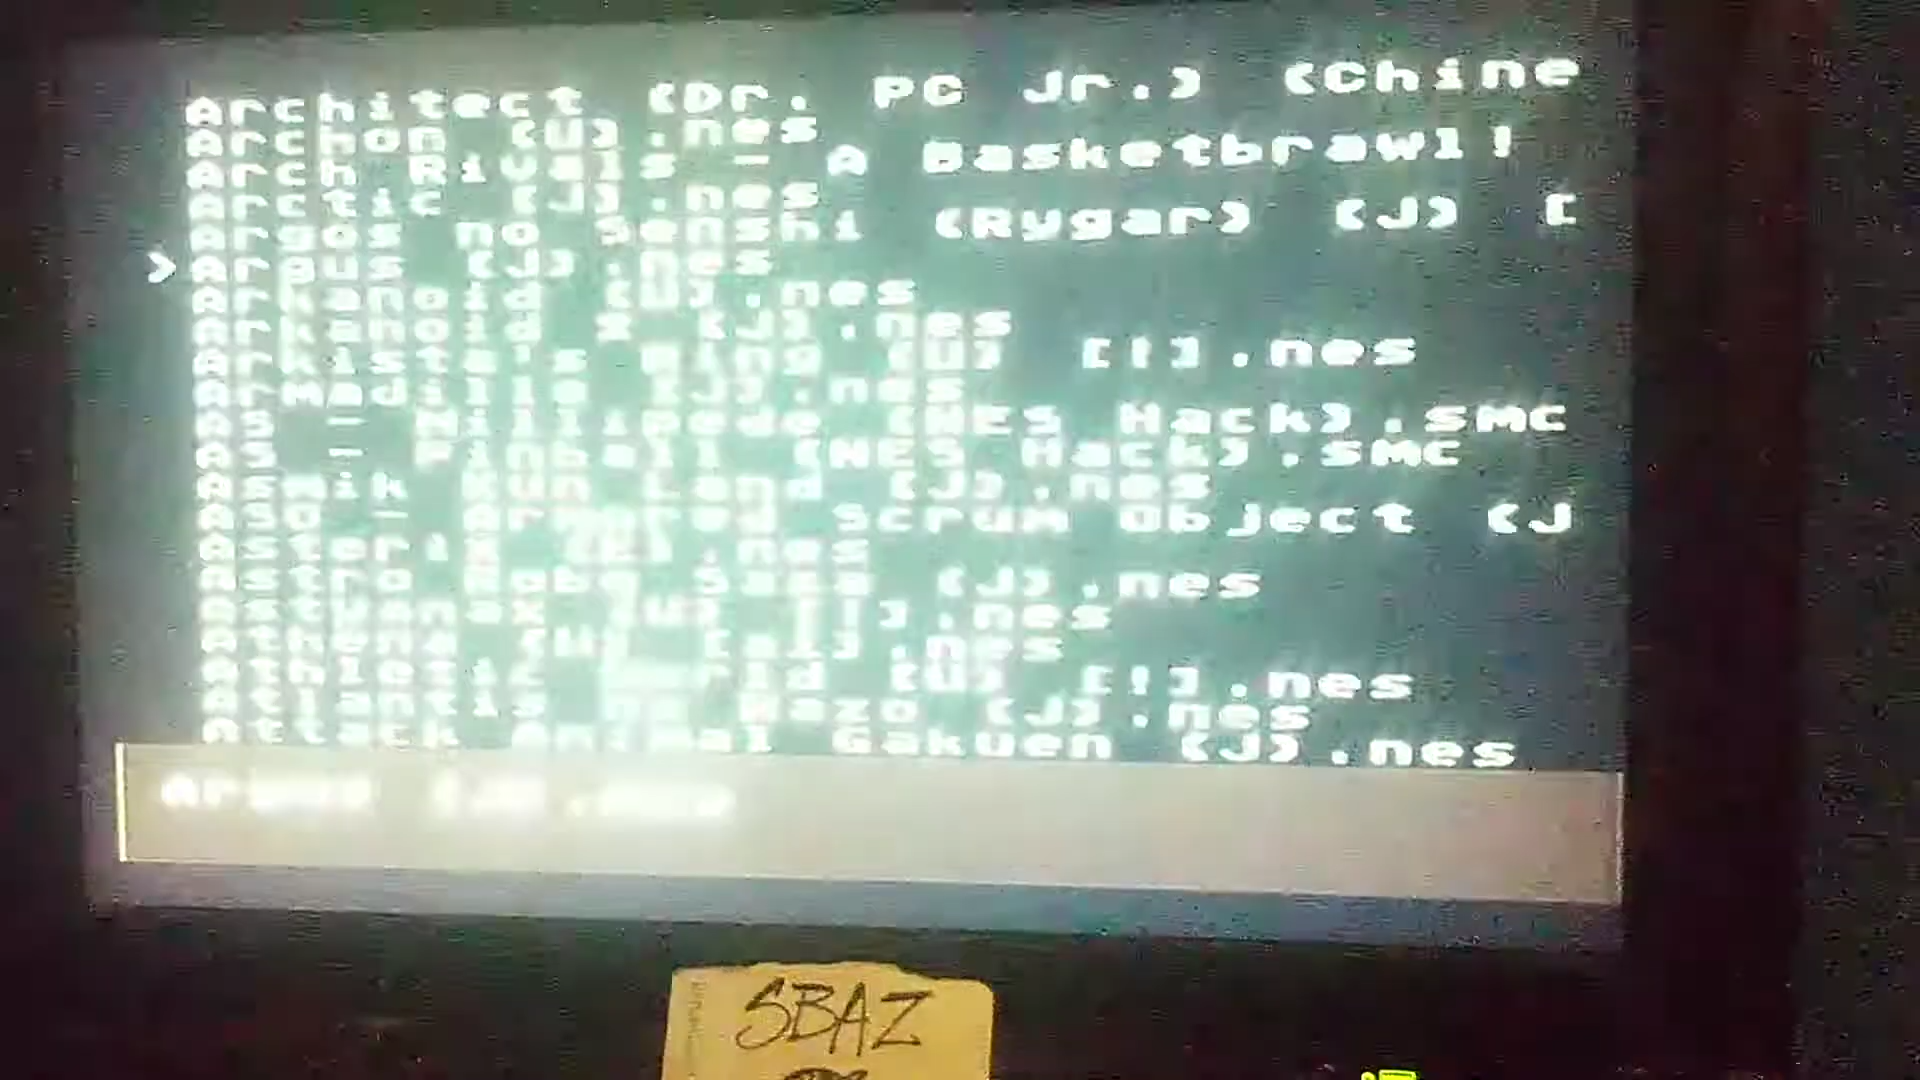 Architect (Dr. PC Jr.) (Chine
Archon (U).nes
Arch Rivals - A Basketbrawl!
Arctic (J).nes
Argos no Senshi (Rygar) (J) [
> Argus (J).nes
Arkanoid (U).nes
Arkanoid (J).nes
Arkista's Ring (U) [!].nes
Armadillo (J).nes
AS - Millipede (NES Hack).SMC
AS - Pinball (NES Hack).SMC
Asmik Kun Land (J).nes
ASO - Armored Scrum Object (J
Asterix .nes
Astro Robo Sasa (J).nes
Astyanax (U) [!].nes
Athena (U) [!].nes
Athletic World (U) [!].nes
Atlantis no Nazo (J).nes
Attack Animal Gakuen (J).nes
Argus (J).nes
SBAZ